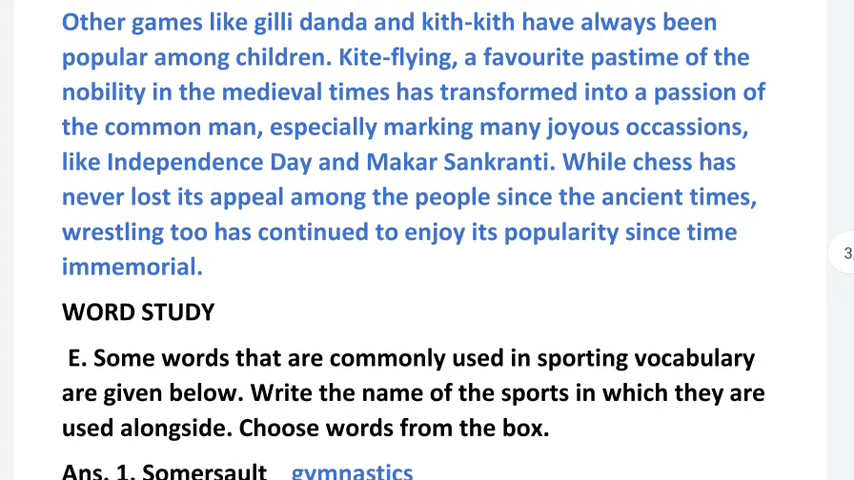 Other games like gilli danda and kith-kith have always been
popular among children. Kite-flying, a favourite pastime of the
nobility in the medieval times has transformed into a passion of
the common man, especially marking many joyous occassions,
like Independence Day and Makar Sankranti. While chess has
never lost its appeal among the people since the ancient times,
wrestling too has continued to enjoy its popularity since time
immemorial.
3
WORD STUDY
E. Some words that are commonly used in sporting vocabulary
are given below. Write the name of the sports in which they are
used alongside. Choose words from the box.
Ans. 1. Somersault gymnastics